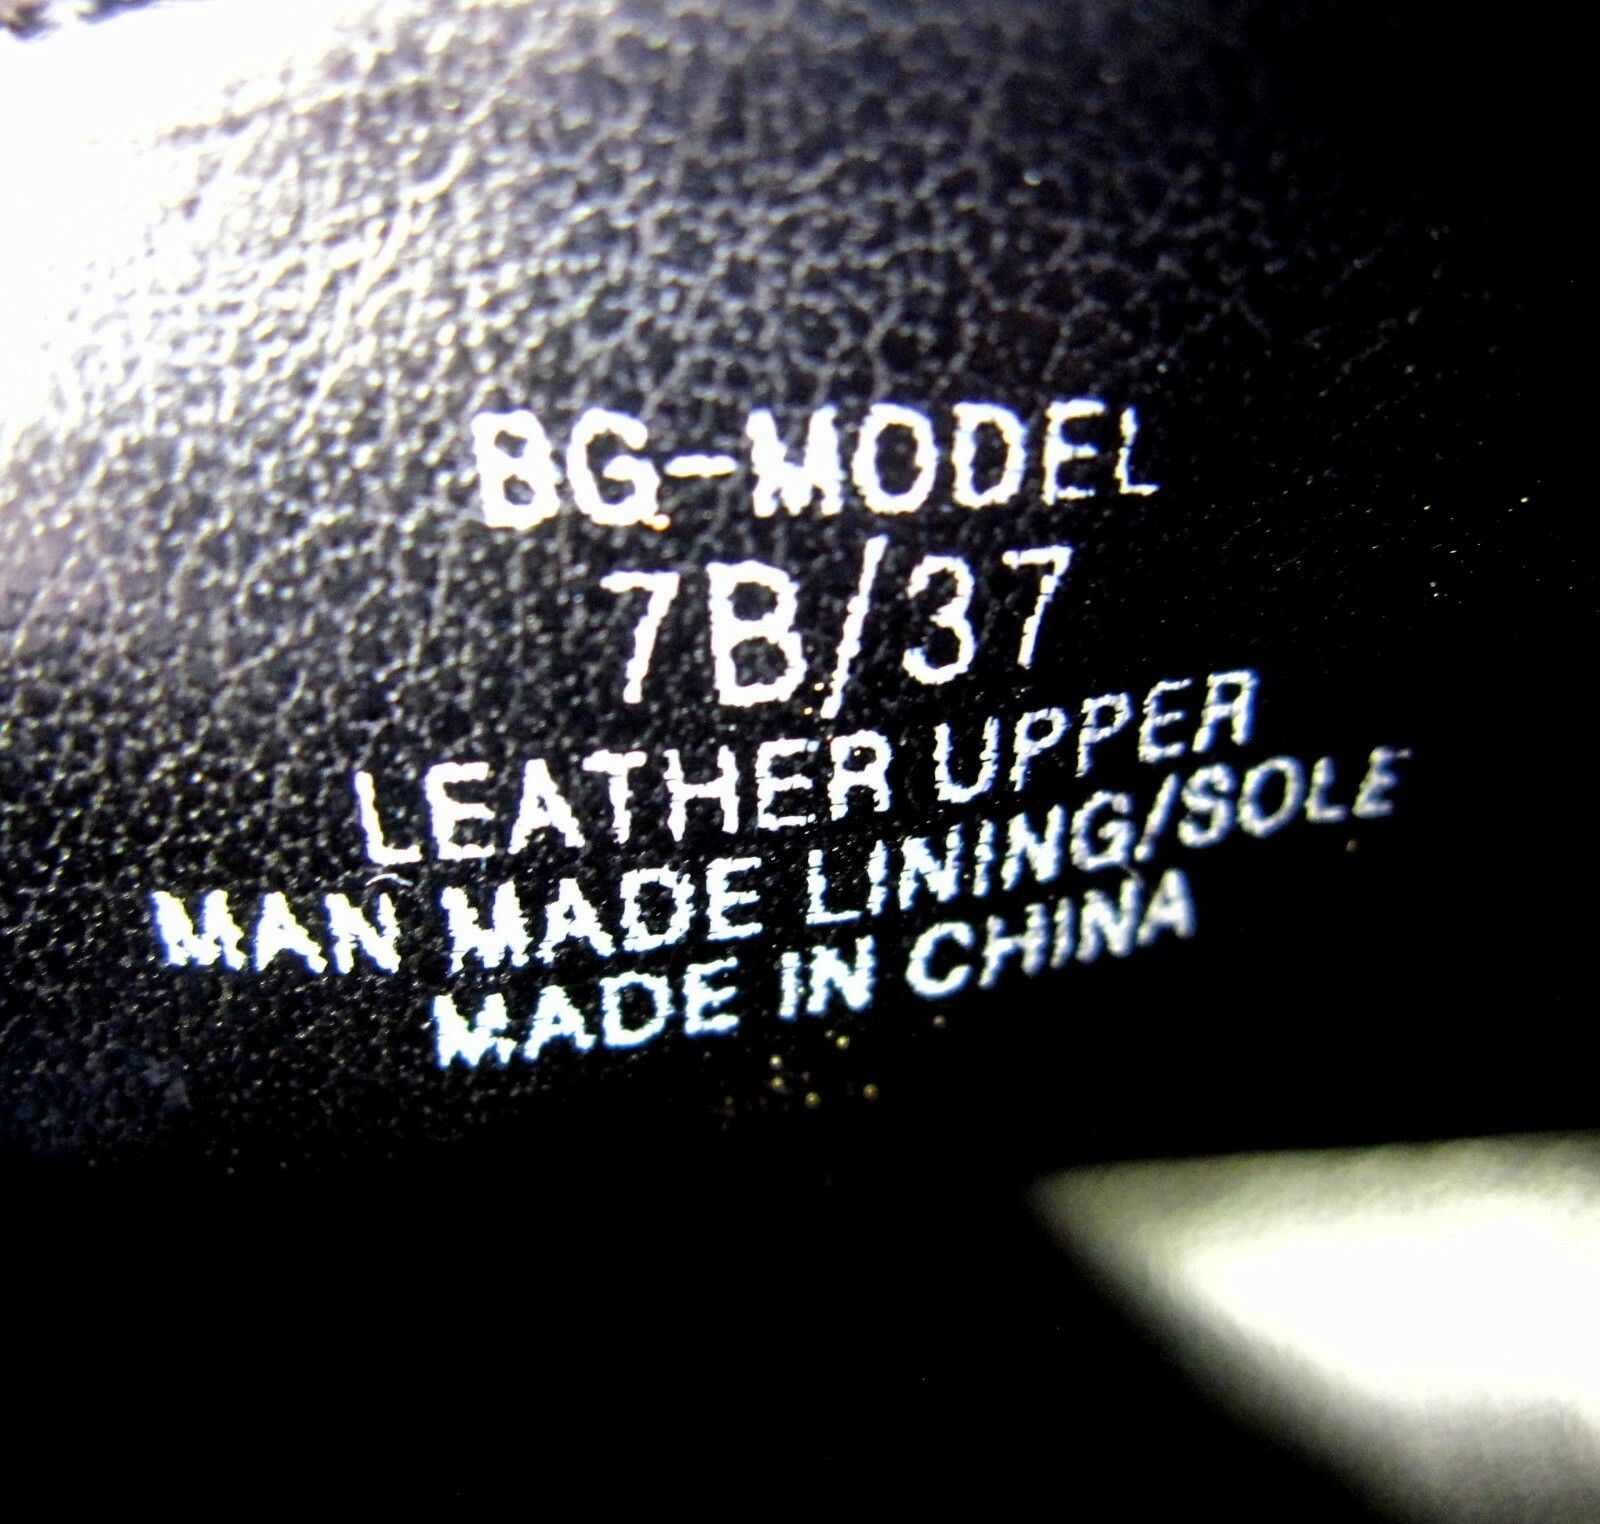 BG-MODEL
7B/37
LEATHER UPPER
MAN MADE LINING/SOLE
MADE IN CHINA